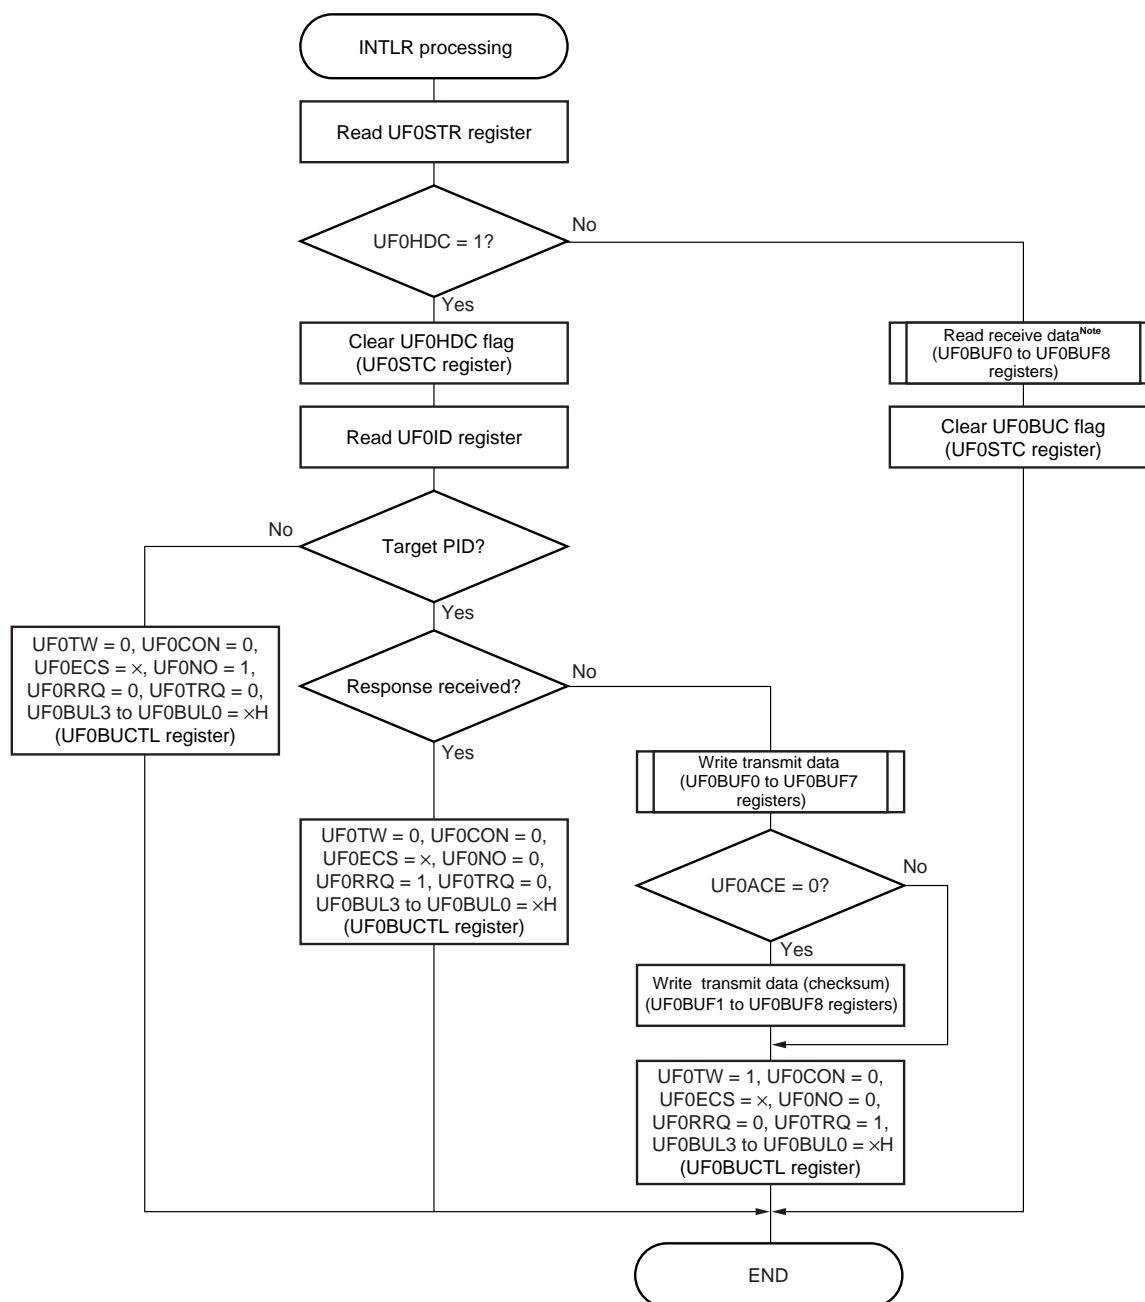 INTLR processing
Read UF0STR register
No
UF0HDC = 1?
Yes
Clear UF0HDC flag
(UF0STC register)
Read receive dataNote
(UF0BUF0 to UF0BUF8
registers)
Read UF0ID register
Clear UF0BUC flag
(UF0STC register)
No
Target PID?
Yes
UF0TW = 0, UF0CON = 0,
UF0ECS = ×, UF0NO = 1,
UF0RRQ = 0, UF0TRQ = 0,
UF0BUL3 to UF0BUL0 = ×H
(UF0BUCTL register)
No
Response received?
Yes
Write transmit data
(UF0BUF0 to UF0BUF7
registers)
UF0TW = 0, UF0CON = 0,
UF0ECS = ×, UF0NO = 0,
UF0RRQ = 1, UF0TRQ = 0,
UF0BUL3 to UF0BUL0 = ×H
(UF0BUCTL register)
No
UF0ACE = 0?
Yes
Write transmit data (checksum)
(UF0BUF1 to UF0BUF8 registers)
UF0TW = 1, UF0CON = 0,
UF0ECS = ×, UF0NO = 0,
UF0RRQ = 0, UF0TRQ = 1,
UF0BUL3 to UF0BUL0 = ×H
(UF0BUCTL register)
END